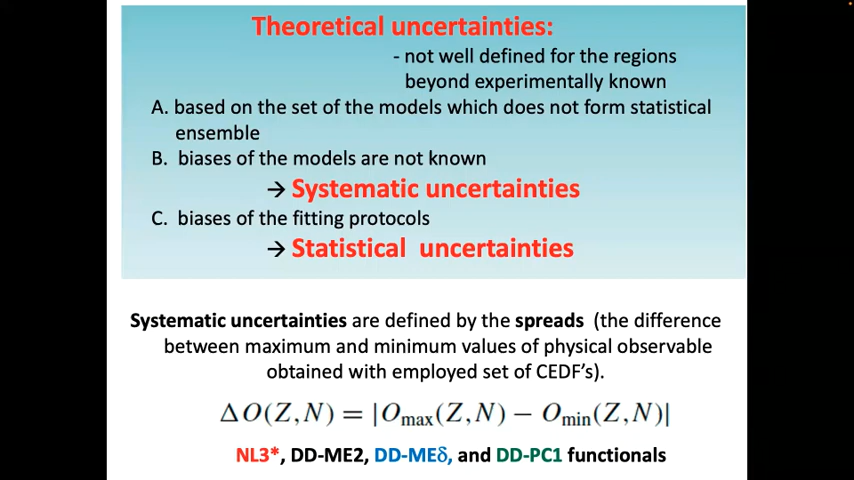 Theoretical uncertainties:
- not well defined for the regions
beyond experimentally known
A. based on the set of the models which does not form statistical
ensemble
B. biases of the models are not known
→ Systematic uncertainties
C. biases of the fitting protocols
→ Statistical uncertainties
Systematic uncertainties are defined by the spreads (the difference
between maximum and minimum values of physical observable
obtained with employed set of CEDF's).
ΔO(Z,N) = |Omax(Z,N) − Omin(Z,N)|
NL3*, DD-ME2, DD-MEδ, and DD-PC1 functionals